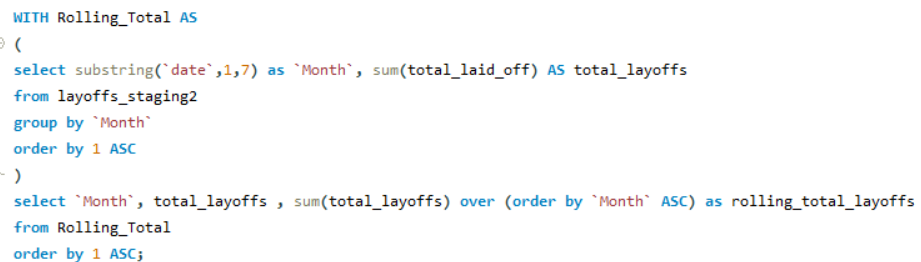 WITH Rolling_Total AS
(
select substring(`date`,1,7) as `Month`, sum(total_laid_off) AS total_layoffs
from layoffs_staging2
group by `Month`
order by 1 ASC
)
select `Month`, total_layoffs , sum(total_layoffs) over (order by `Month` ASC) as rolling_total_layoffs
from Rolling_Total
order by 1 ASC;